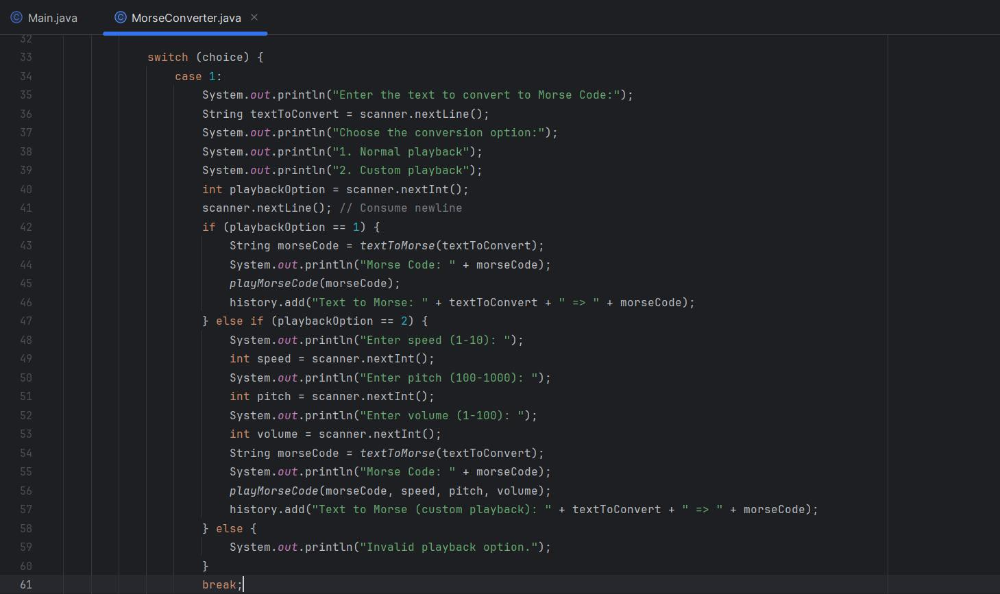 Main.java MorseConverter.java
32
33 switch (choice) {
34 case 1:
35 System.out.println("Enter the text to convert to Morse Code:");
36 String textToConvert = scanner.nextLine();
37 System.out.println("Choose the conversion option:");
38 System.out.println("1. Normal playback");
39 System.out.println("2. Custom playback");
40 int playbackOption = scanner.nextInt();
41 scanner.nextLine(); // Consume newline
42 if (playbackOption == 1) {
43 String morseCode = textToMorse(textToConvert);
44 System.out.println("Morse Code: " + morseCode);
45 playMorseCode(morseCode);
46 history.add("Text to Morse: " + textToConvert + " => " + morseCode);
47 } else if (playbackOption == 2) {
48 System.out.println("Enter speed (1-10): ");
49 int speed = scanner.nextInt();
50 System.out.println("Enter pitch (100-1000): ");
51 int pitch = scanner.nextInt();
52 System.out.println("Enter volume (1-100): ");
53 int volume = scanner.nextInt();
54 String morseCode = textToMorse(textToConvert);
55 System.out.println("Morse Code: " + morseCode);
56 playMorseCode(morseCode, speed, pitch, volume);
57 history.add("Text to Morse (custom playback): " + textToConvert + " => " + morseCode);
58 } else {
59 System.out.println("Invalid playback option.");
60 }
61 break;